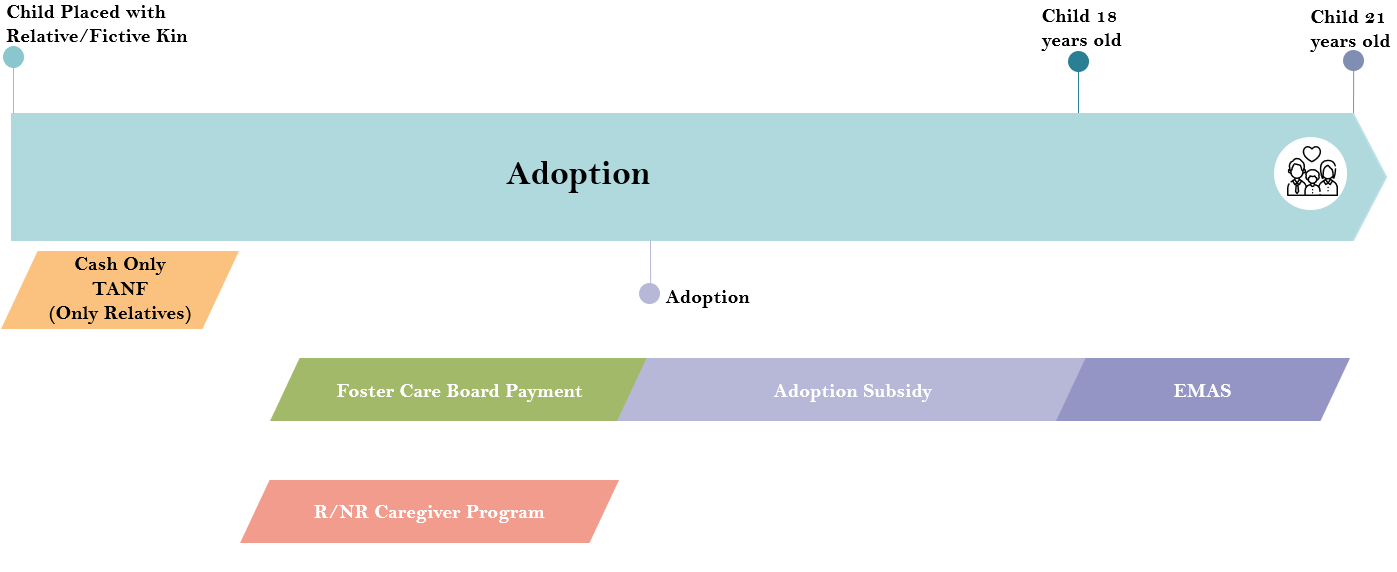 Child Placed with
Relative/Fictive Kin
Child 18
years old
Child 21
years old
Adoption
Cash Only
TANF
(Only Relatives)
Adoption
Foster Care Board Payment
Adoption Subsidy
EMAS
R/NR Caregiver Program